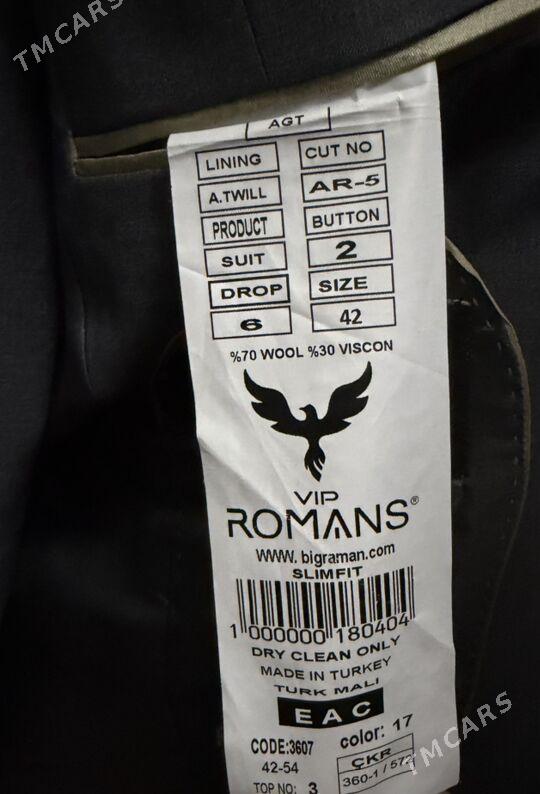 TMCARS
AGT
LINING CUT NO
A.TWILL AR-5
PRODUCT BUTTON
SUIT 2
DROP SIZE
6 42
%70 WOOL %30 VISCON
VIP
ROMANS®
WWW. bigraman.com
SLIMFIT
1 000000 180404
DRY CLEAN ONLY
MADE IN TURKEY
TURK MALI
EAC
CODE:3607 color: 17
42-54 ÇKR
TOP NO: 3 360-1 / 572
TMCARS